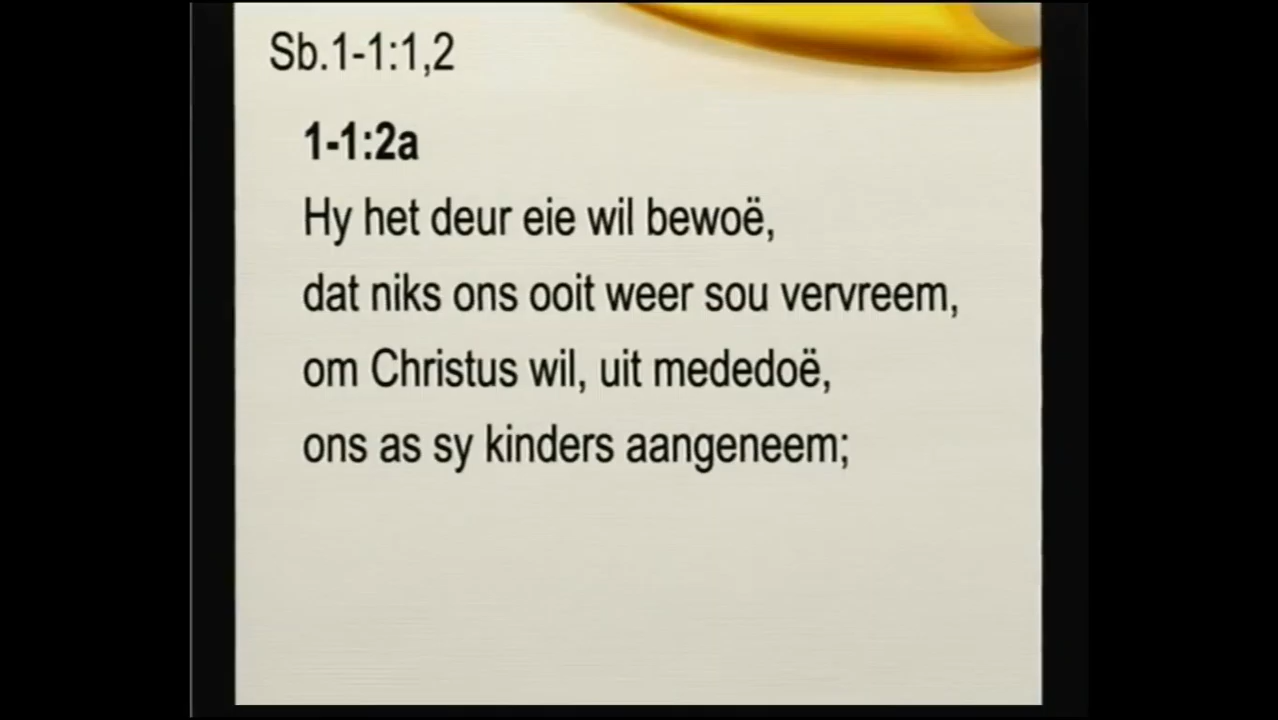 Sb.1-1:1,2
1-1:2a
Hy het deur eie wil bewoë,
dat niks ons ooit weer sou vervreem,
om Christus wil, uit mededoë,
ons as sy kinders aangeneem;